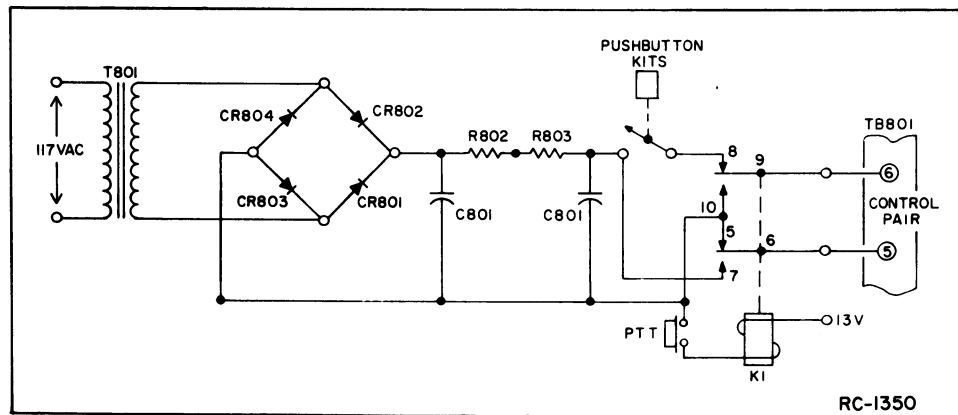 PUSHBUTTON
KITS
T801
117VAC
CR804
CR802
CR803
CR801
R802
R803
C801
C801
8
9
10
5
6
7
TB801
6
CONTROL
PAIR
5
PTT
13V
K1
RC-1350